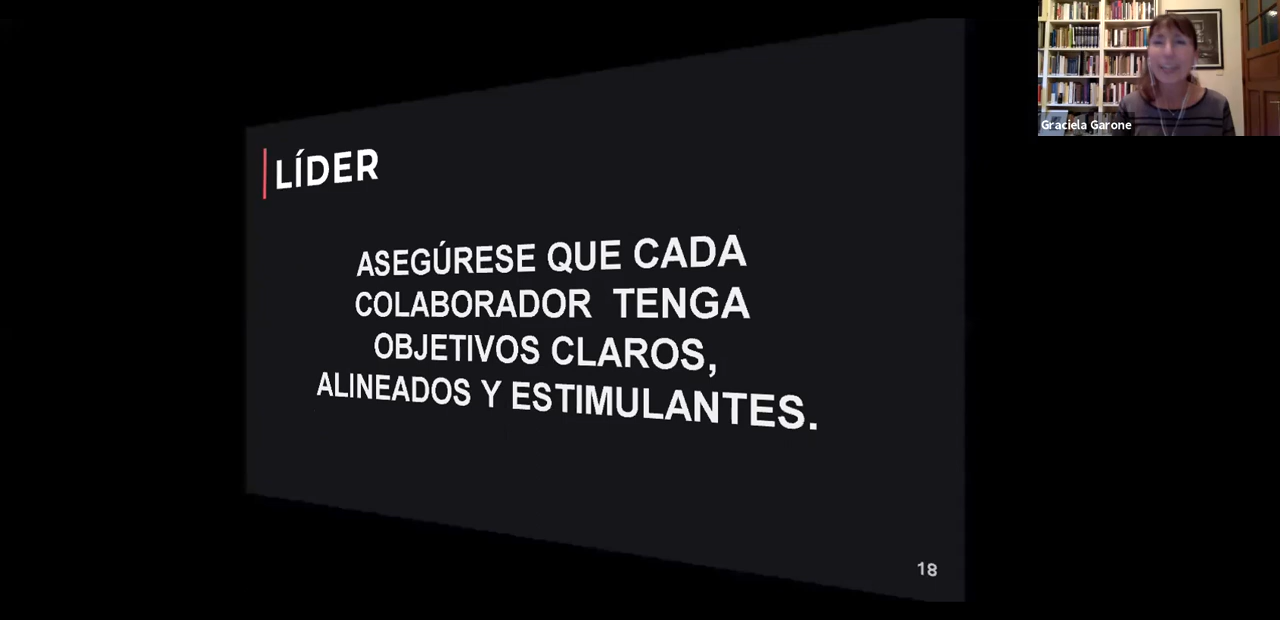 LÍDER
ASEGÚRESE QUE CADA
COLABORADOR TENGA
OBJETIVOS CLAROS,
ALINEADOS Y ESTIMULANTES.
18
Graciela Garone